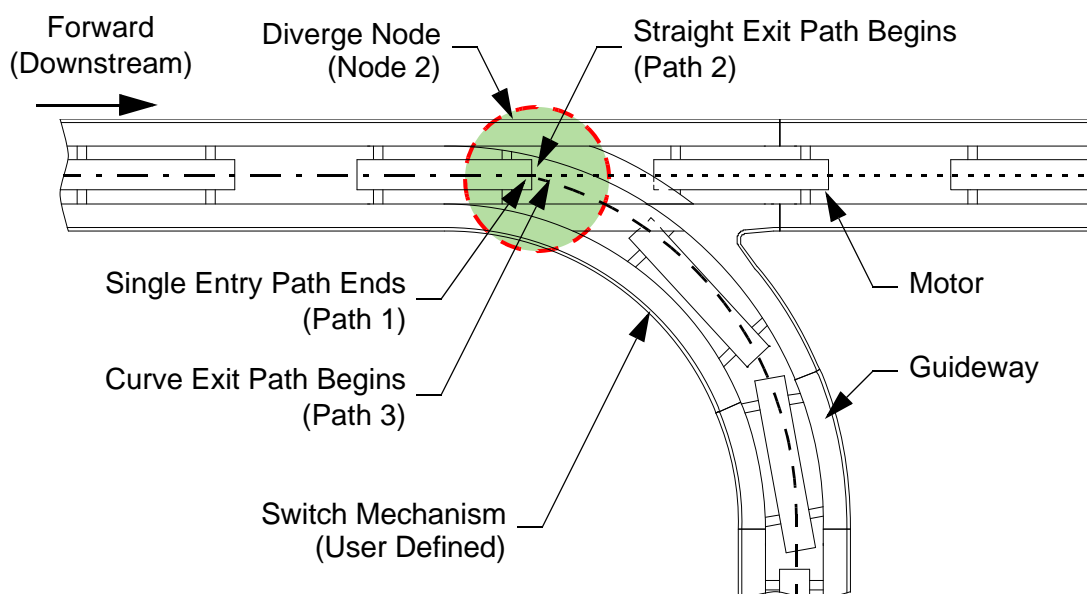 Forward
(Downstream)
Diverge Node
(Node 2)
Straight Exit Path Begins
(Path 2)
Single Entry Path Ends
(Path 1)
Motor
Curve Exit Path Begins
(Path 3)
Guideway
Switch Mechanism
(User Defined)